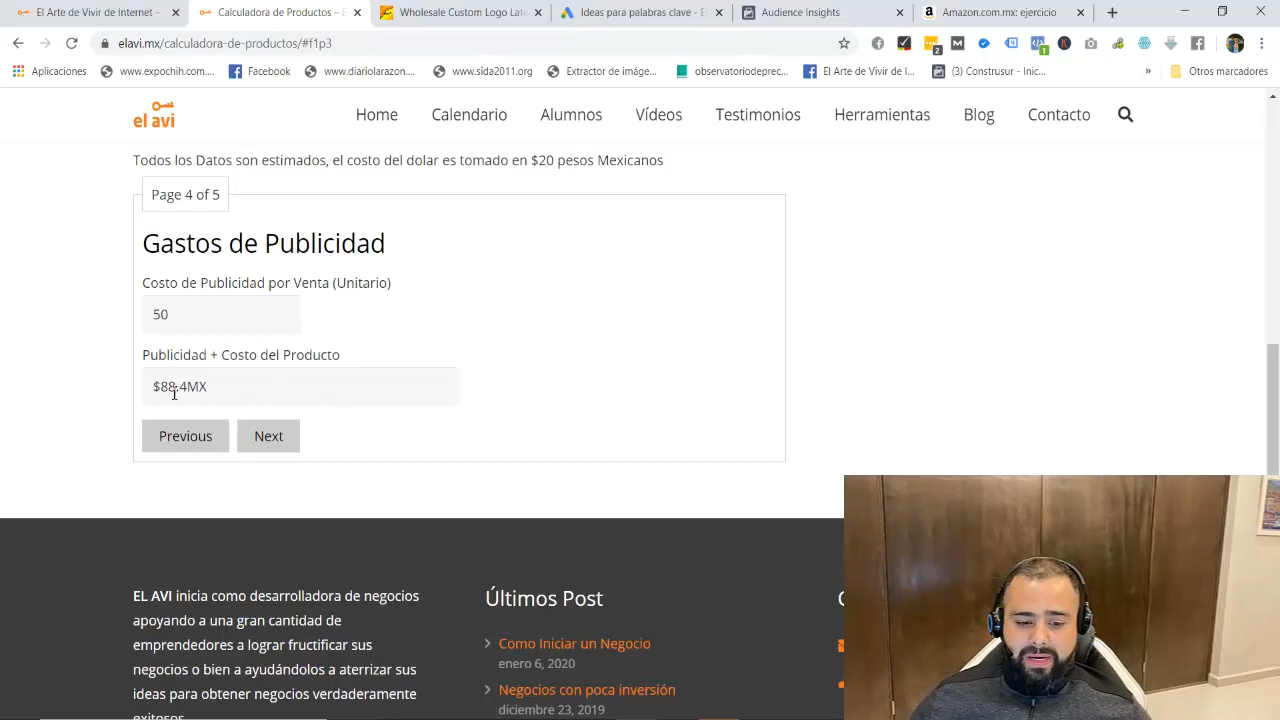 El Arte de Vivir de Internet –
Calculadora de Productos –
Wholesale Custom Logo Late
Ideas para palabras clave - E
Audience Insights
Amazon.com.mx: ejercicio
elavi.mx/calculadora-de-productos/#f1p3
Aplicaciones
www.expochih.com/...
Facebook
www.diariolarazon...
www.3ida2011.org
Extractor de imáge...
observatoriodeprec...
El Arte de Vivir de I...
(3) Construsur - Inic...
»
Otros marcadores
el avi
Home
Calendario
Alumnos
Vídeos
Testimonios
Herramientas
Blog
Contacto
Todos los Datos son estimados, el costo del dolar es tomado en $20 pesos Mexicanos
Page 4 of 5
Gastos de Publicidad
Costo de Publicidad por Venta (Unitario)
50
Publicidad + Costo del Producto
$88.4MX
Previous
Next
EL AVI inicia como desarrolladora de negocios
apoyando a una gran cantidad de
emprendedores a lograr fructificar sus
negocios o bien a ayudándolos a aterrizar sus
ideas para obtener negocios verdaderamente
exitosos
Últimos Post
Como Iniciar un Negocio
enero 6, 2020
Negocios con poca inversión
diciembre 23, 2019